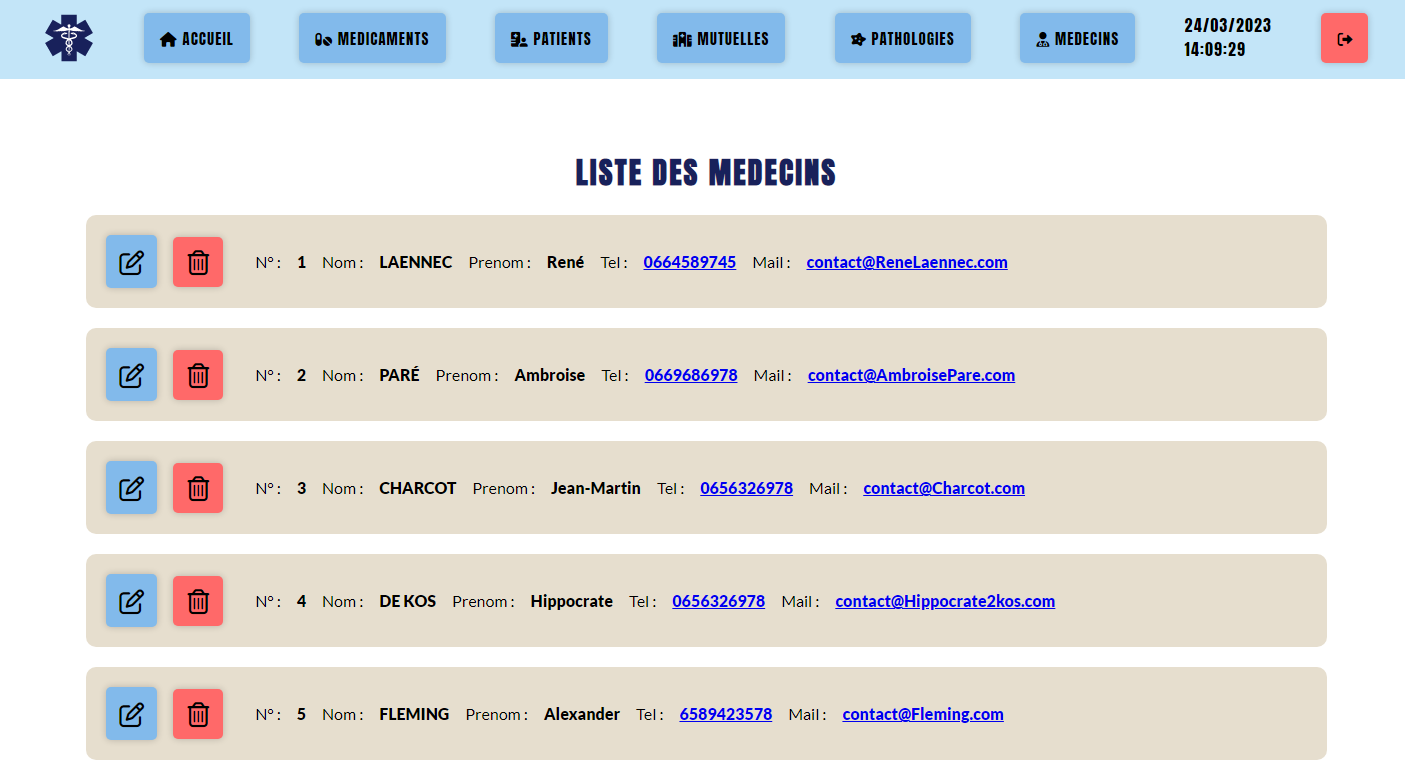 ACCUEIL MEDICAMENTS PATIENTS MUTUELLES PATHOLOGIES MEDECINS 24/03/2023
14:09:29
LISTE DES MEDECINS
N° : 1 Nom : LAENNEC Prenom : René Tel : 0664589745 Mail : contact@ReneLaennec.com
N° : 2 Nom : PARÉ Prenom : Ambroise Tel : 0669686978 Mail : contact@AmbroisePare.com
N° : 3 Nom : CHARCOT Prenom : Jean-Martin Tel : 0656326978 Mail : contact@Charcot.com
N° : 4 Nom : DE KOS Prenom : Hippocrate Tel : 0656326978 Mail : contact@Hippocrate2kos.com
N° : 5 Nom : FLEMING Prenom : Alexander Tel : 6589423578 Mail : contact@Fleming.com